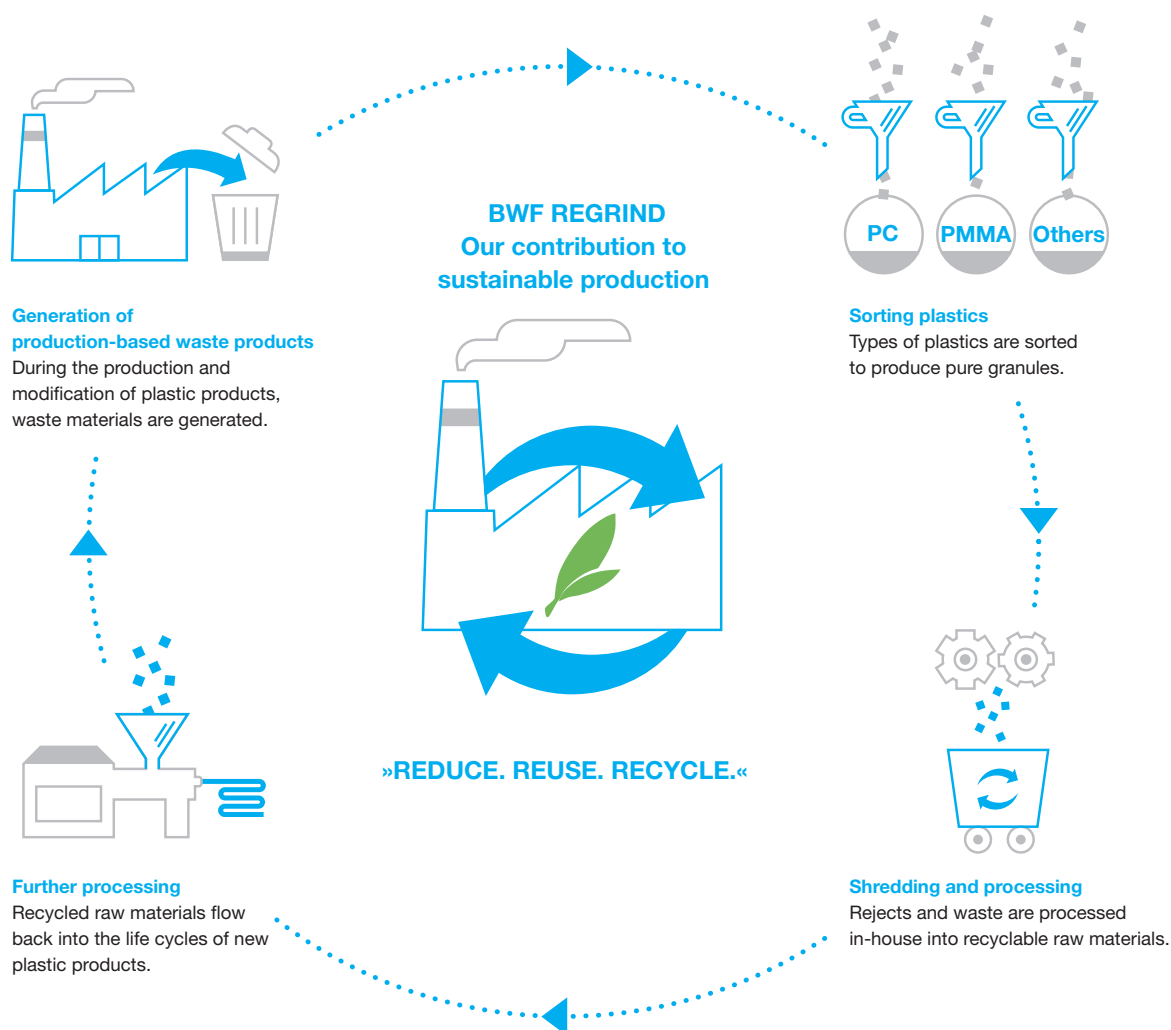 BWF REGRIND
Our contribution to
sustainable production
PC
PMMA
Others
Generation of
production-based waste products
During the production and
modification of plastic products,
waste materials are generated.
Sorting plastics
Types of plastics are sorted
to produce pure granules.
»REDUCE. REUSE. RECYCLE.«
Further processing
Recycled raw materials flow
back into the life cycles of new
plastic products.
Shredding and processing
Rejects and waste are processed
in-house into recyclable raw materials.